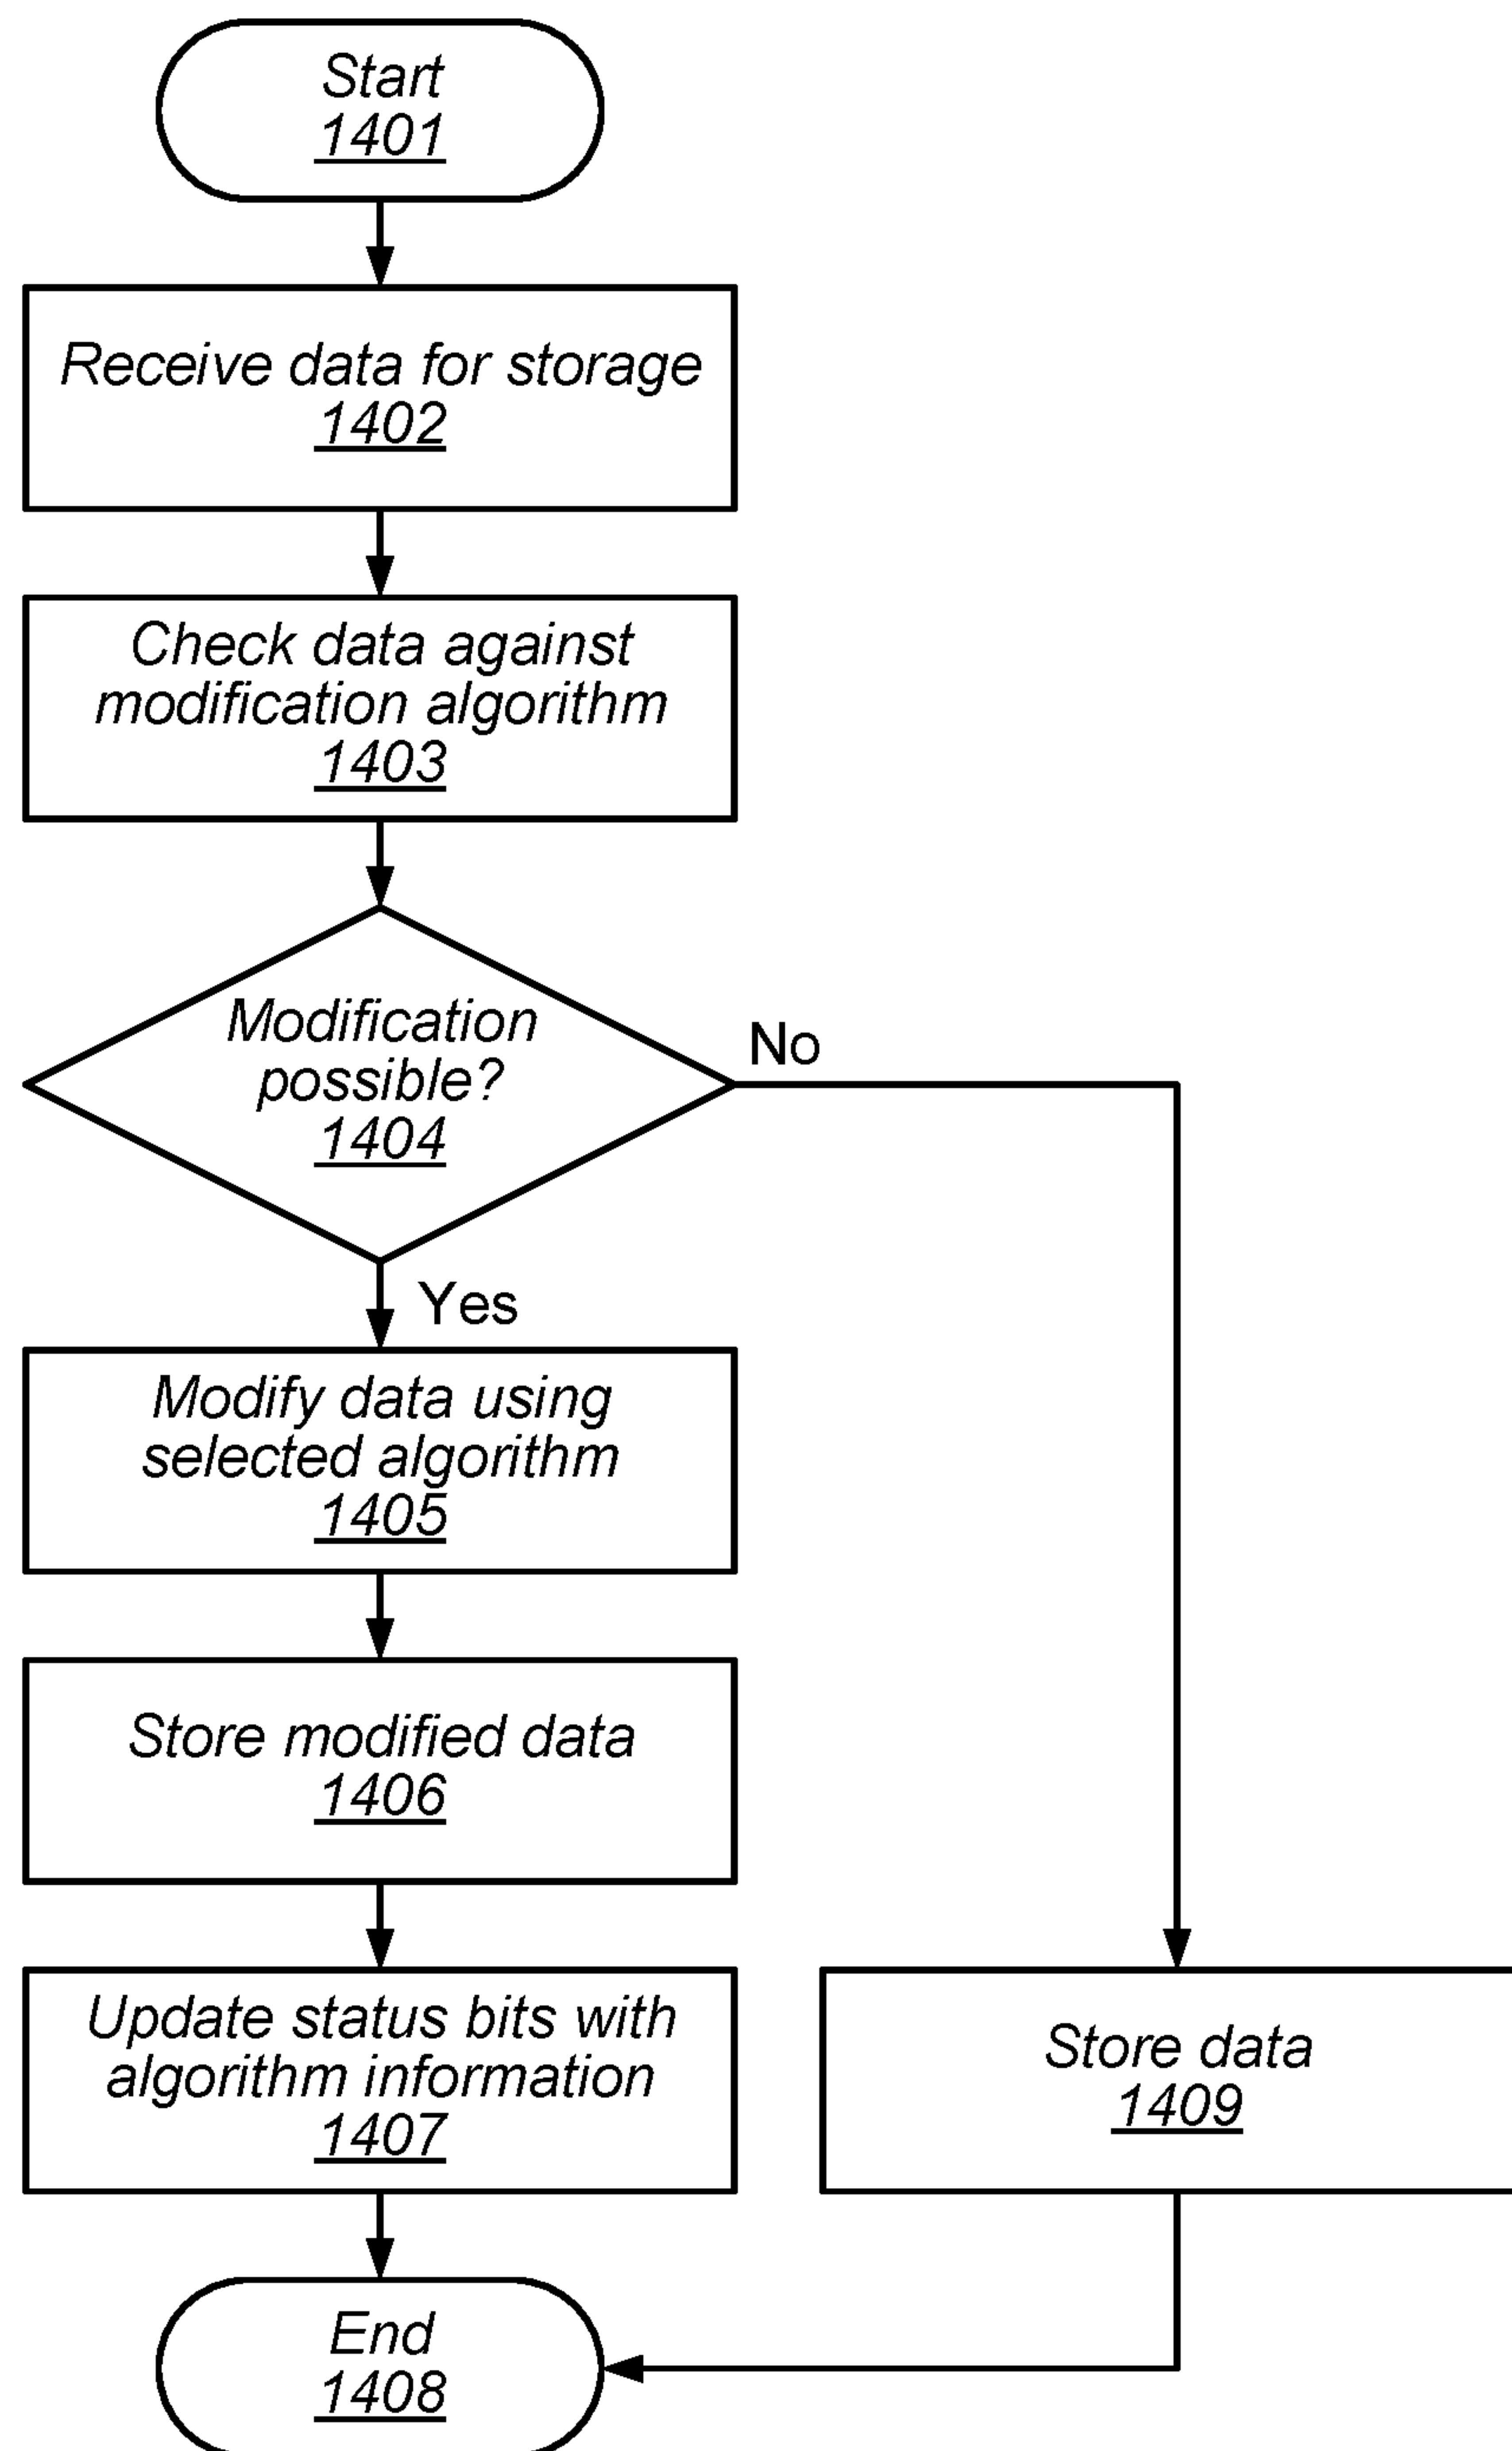 Start
1401
Receive data for storage
1402
Check data against
modification algorithm
1403
Modification
possible?
1404
No
Yes
Modify data using
selected algorithm
1405
Store modified data
1406
Update status bits with
algorithm information
1407
Store data
1409
End
1408